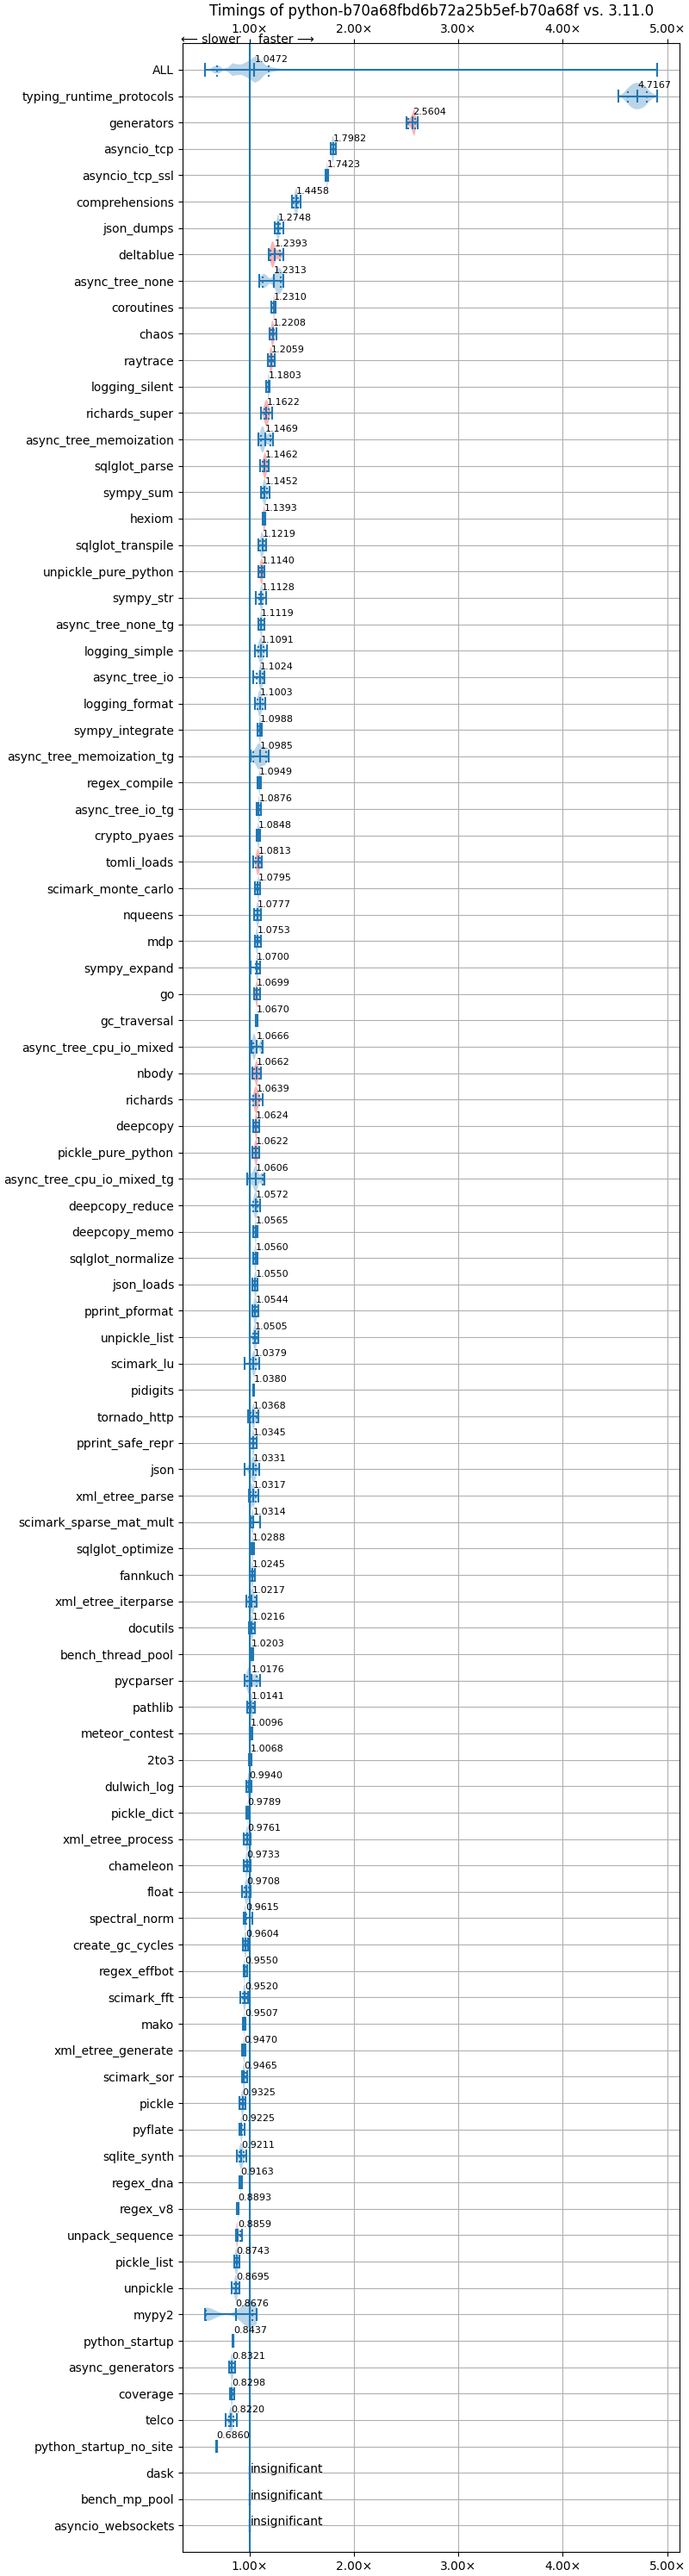 Timings of python-b70a68fbd6b72a25b5ef-b70a68f vs. 3.11.0
⟵ slower faster ⟶
1.00× 2.00× 3.00× 4.00× 5.00×
ALL 1.0472
typing_runtime_protocols 4.7167
generators 2.5604
asyncio_tcp 1.7982
asyncio_tcp_ssl 1.7423
comprehensions 1.4458
json_dumps 1.2748
deltablue 1.2393
async_tree_none 1.2313
coroutines 1.2310
chaos 1.2208
raytrace 1.2059
logging_silent 1.1803
richards_super 1.1622
async_tree_memoization 1.1469
sqlglot_parse 1.1462
sympy_sum 1.1452
hexiom 1.1393
sqlglot_transpile 1.1219
unpickle_pure_python 1.1140
sympy_str 1.1128
async_tree_none_tg 1.1119
logging_simple 1.1091
async_tree_io 1.1024
logging_format 1.1003
sympy_integrate 1.0988
async_tree_memoization_tg 1.0985
regex_compile 1.0949
async_tree_io_tg 1.0876
crypto_pyaes 1.0848
tomli_loads 1.0813
scimark_monte_carlo 1.0795
nqueens 1.0777
mdp 1.0753
sympy_expand 1.0700
go 1.0699
gc_traversal 1.0670
async_tree_cpu_io_mixed 1.0666
nbody 1.0662
richards 1.0639
deepcopy 1.0624
pickle_pure_python 1.0622
async_tree_cpu_io_mixed_tg 1.0606
deepcopy_reduce 1.0572
deepcopy_memo 1.0565
sqlglot_normalize 1.0560
json_loads 1.0550
pprint_pformat 1.0544
unpickle_list 1.0505
scimark_lu 1.0379
pidigits 1.0380
tornado_http 1.0368
pprint_safe_repr 1.0345
json 1.0331
xml_etree_parse 1.0317
scimark_sparse_mat_mult 1.0314
sqlglot_optimize 1.0288
fannkuch 1.0245
xml_etree_iterparse 1.0217
docutils 1.0216
bench_thread_pool 1.0203
pycparser 1.0176
pathlib 1.0141
meteor_contest 1.0096
2to3 1.0068
dulwich_log 0.9940
pickle_dict 0.9789
xml_etree_process 0.9761
chameleon 0.9733
float 0.9708
spectral_norm 0.9615
create_gc_cycles 0.9604
regex_effbot 0.9550
scimark_fft 0.9520
mako 0.9507
xml_etree_generate 0.9470
scimark_sor 0.9465
pickle 0.9325
pyflate 0.9225
sqlite_synth 0.9211
regex_dna 0.9163
regex_v8 0.8893
unpack_sequence 0.8859
pickle_list 0.8743
unpickle 0.8695
mypy2 0.8676
python_startup 0.8437
async_generators 0.8321
coverage 0.8298
telco 0.8220
python_startup_no_site 0.6860
dask insignificant
bench_mp_pool insignificant
asyncio_websockets insignificant
1.00× 2.00× 3.00× 4.00× 5.00×